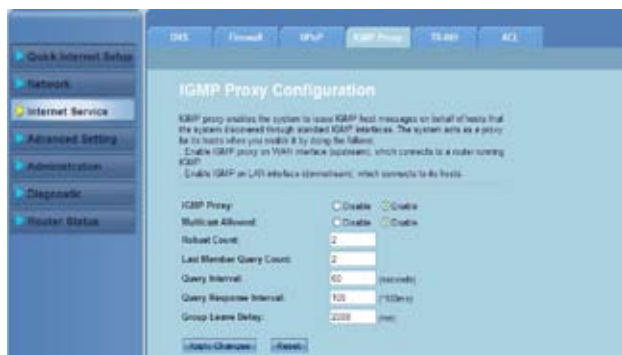 DNS Firewall UPnP IGMP Proxy TR-069 ACL
Quick Internet Setup
Network
Internet Service
Advanced Setting
Administration
Diagnostic
Router Status
IGMP Proxy Configuration
IGMP proxy enables the system to issue IGMP host messages on behalf of hosts that
the system discovered through standard IGMP interfaces. The system acts as a proxy
for its hosts when you enable it by doing the follows:
. Enable IGMP proxy on WAN interface (upstream), which connects to a router running
IGMP.
. Enable IGMP on LAN interface (downstream), which connects to its hosts.
IGMP Proxy: Disable Enable
Multicast Allowed: Disable Enable
Robust Count: 2
Last Member Query Count: 2
Query Interval: 60 (seconds)
Query Response Interval: 100 (*100ms)
Group Leave Delay: 2000 (ms)
Apply Changes Reset